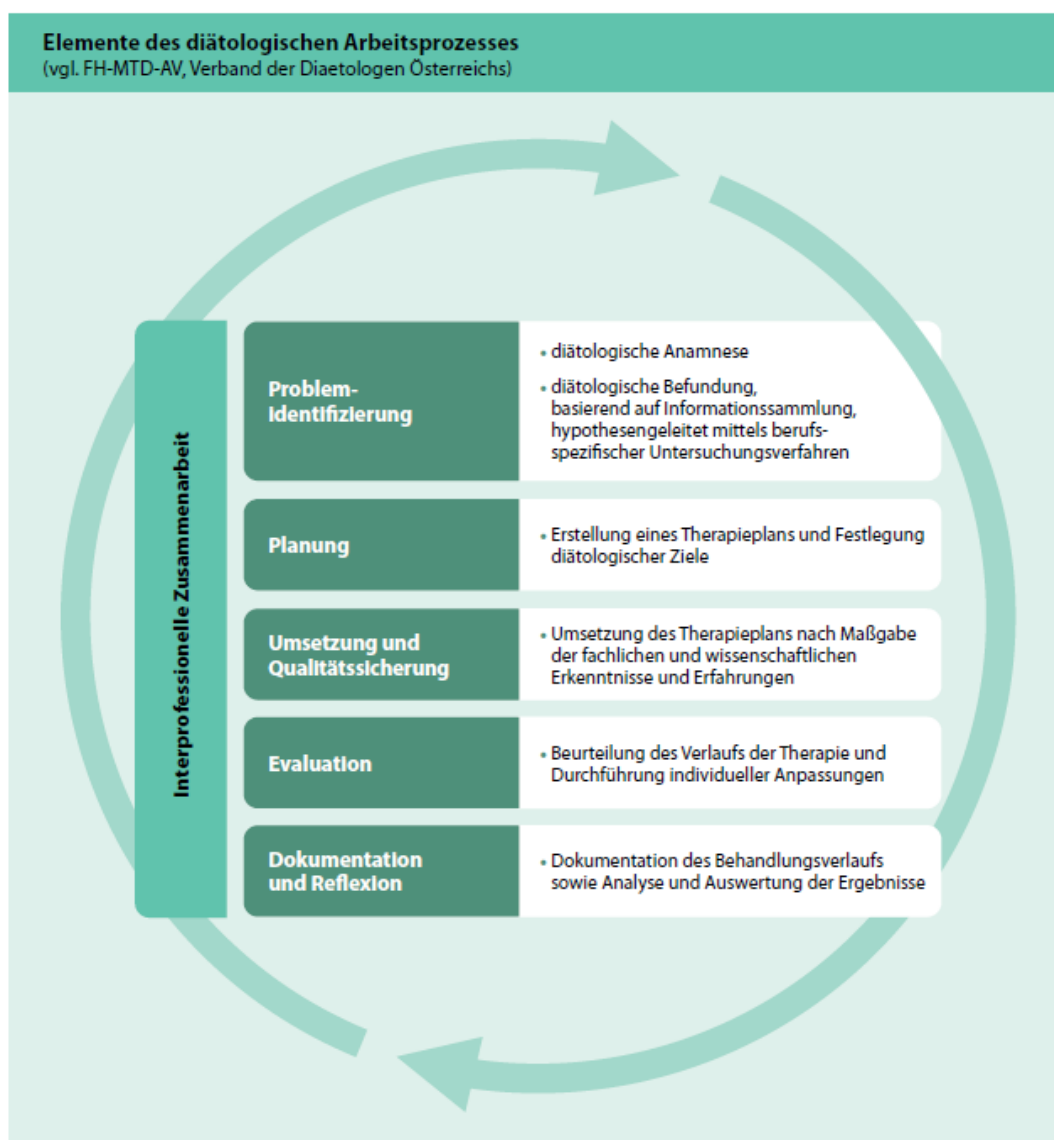 Elemente des diätologischen Arbeitsprozesses
(vgl. FH-MTD-AV, Verband der Diaetologen Österreichs)
Interprofessionelle Zusammenarbeit
Problem-
identifizierung
• diätologische Anamnese
• diätologische Befundung,
basierend auf Informationssammlung,
hypothesengeleitet mittels berufs-
spezifischer Untersuchungsverfahren
Planung
• Erstellung eines Therapieplans und Festlegung
diätologischer Ziele
Umsetzung und
Qualitätssicherung
• Umsetzung des Therapieplans nach Maßgabe
der fachlichen und wissenschaftlichen
Erkenntnisse und Erfahrungen
Evaluation
• Beurteilung des Verlaufs der Therapie und
Durchführung individueller Anpassungen
Dokumentation
und Reflexion
• Dokumentation des Behandlungsverlaufs
sowie Analyse und Auswertung der Ergebnisse